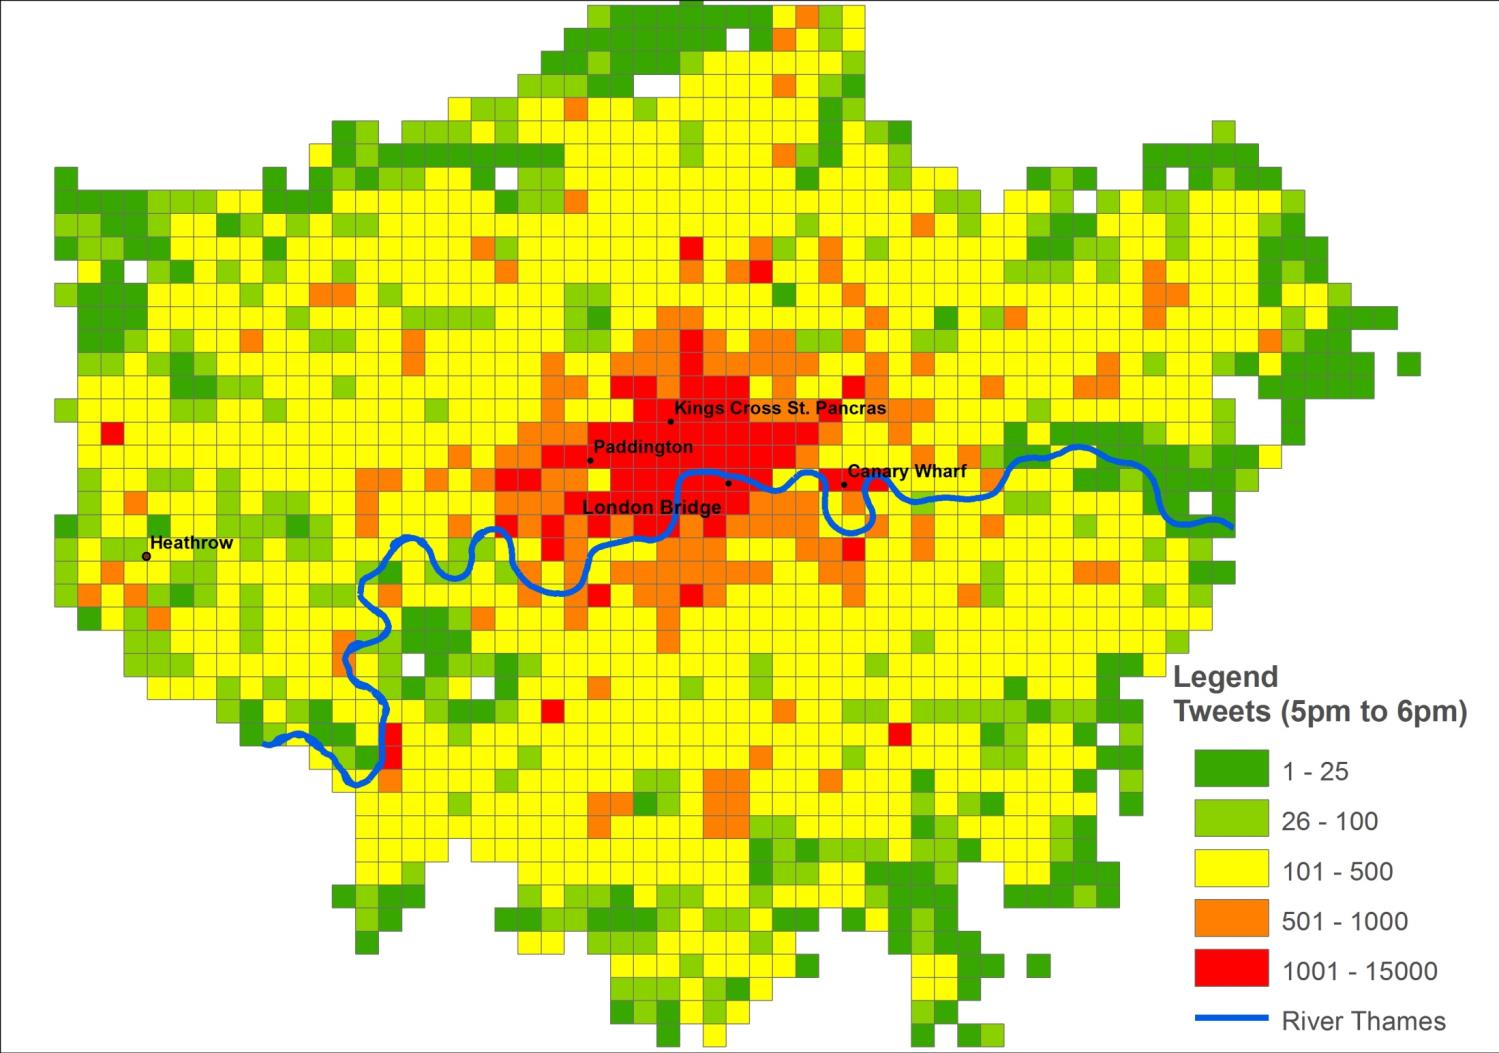 Kings Cross St. Pancras
Paddington
Canary Wharf
London Bridge
Heathrow
Legend
Tweets (5pm to 6pm)
1 - 25
26 - 100
101 - 500
501 - 1000
1001 - 15000
River Thames